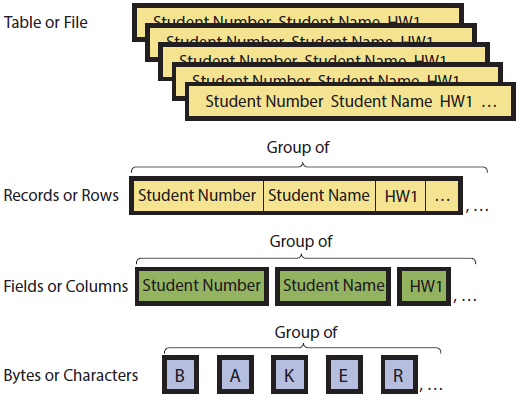 Table or File
Student Number Student Name HW1
Student Number Student Name HW1
Student Number Student Name HW1
Student Number Student Name HW1
Student Number Student Name HW1 ...
Group of
Records or Rows Student Number Student Name HW1 ... , ...
Group of
Fields or Columns Student Number Student Name HW1 , ...
Group of
Bytes or Characters B A K E R , ...